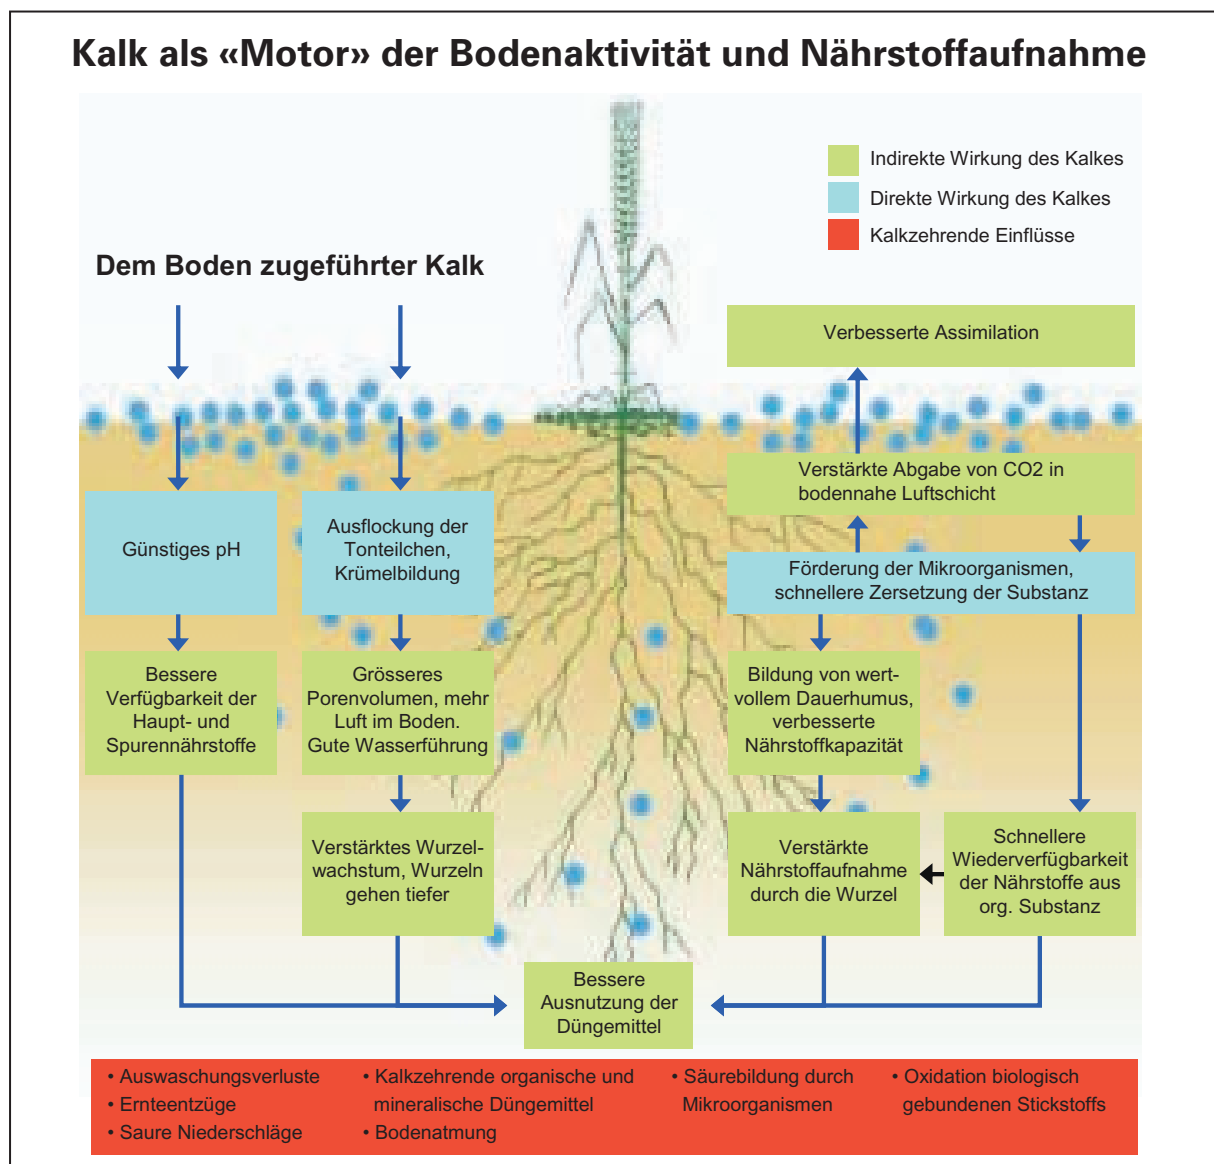 Kalk als «Motor» der Bodenaktivität und Nährstoffaufnahme
Indirekte Wirkung des Kalkes
Direkte Wirkung des Kalkes
Kalkzehrende Einflüsse
Dem Boden zugeführter Kalk
Verbesserte Assimilation
Verstärkte Abgabe von CO2 in
bodennahe Luftschicht
Günstiges pH
Ausflockung der
Tonteilchen,
Krümelbildung
Förderung der Mikroorganismen,
schnellere Zersetzung der Substanz
Bessere
Verfügbarkeit der
Haupt- und
Spurennährstoffe
Grösseres
Porenvolumen, mehr
Luft im Boden.
Gute Wasserführung
Bildung von wert-
vollem Dauerhumus,
verbesserte
Nährstoffkapazität
Verstärktes Wurzel-
wachstum, Wurzeln
gehen tiefer
Verstärkte
Nährstoffaufnahme
durch die Wurzel
Schnellere
Wiederverfügbarkeit
der Nährstoffe aus
org. Substanz
Bessere
Ausnutzung der
Düngemittel
• Auswaschungsverluste
• Ernteentzüge
• Saure Niederschläge
• Kalkzehrende organische und
mineralische Düngemittel
• Bodenatmung
• Säurebildung durch
Mikroorganismen
• Oxidation biologisch
gebundenen Stickstoffs